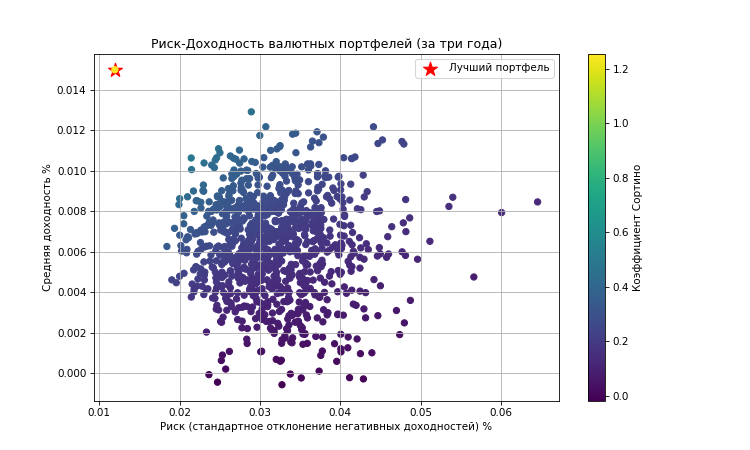 Риск-Доходность валютных портфелей (за три года)
Лучший портфель
Средняя доходность %
0.014
0.012
0.010
0.008
0.006
0.004
0.002
0.000
0.01 0.02 0.03 0.04 0.05 0.06
Риск (стандартное отклонение негативных доходностей) %
1.2
1.0
0.8
0.6
0.4
0.2
0.0
Коэффициент Сортино